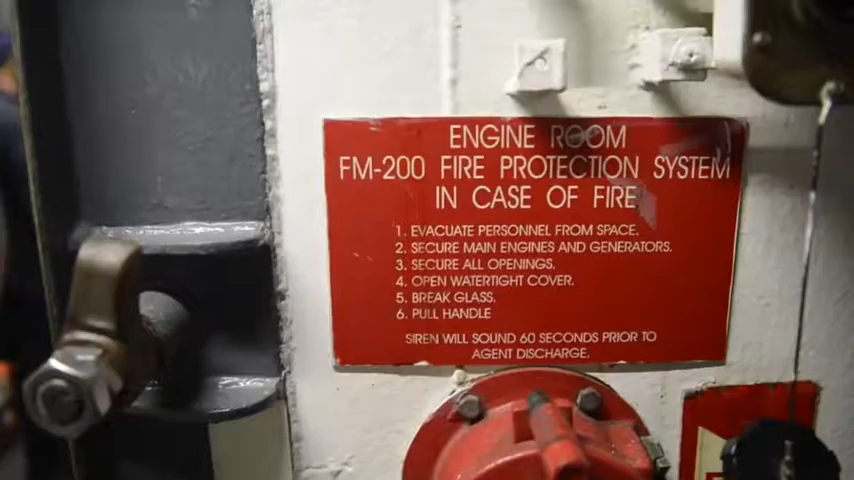 ENGINE ROOM
FM-200 FIRE PROTECTION SYSTEM
IN CASE OF FIRE
1. EVACUATE PERSONNEL FROM SPACE.
2. SECURE MAIN ENGINES AND GENERATORS.
3. SECURE ALL OPENINGS.
4. OPEN WATERTIGHT COVER.
5. BREAK GLASS
6. PULL HANDLE
SIREN WILL SOUND 60 SECONDS PRIOR TO
AGENT DISCHARGING